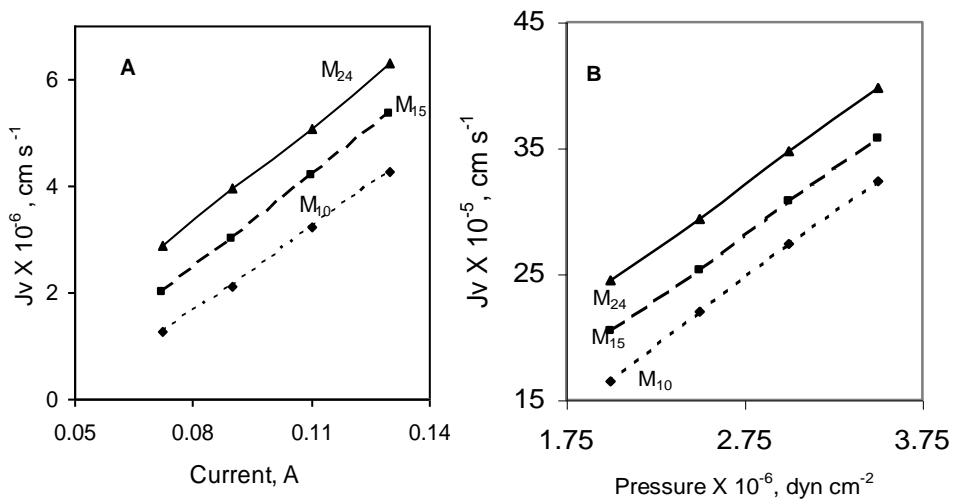 A
6
4
2
0
M24
M15
M10
0.05
0.08
0.11
0.14
Jv X 10-6 , cm s-1
Current, A
B
45
35
25
15
M24
M15
M10
1.75
2.75
3.75
Jv X 10-5 , cm s-1
Pressure X 10-6, dyn cm-2